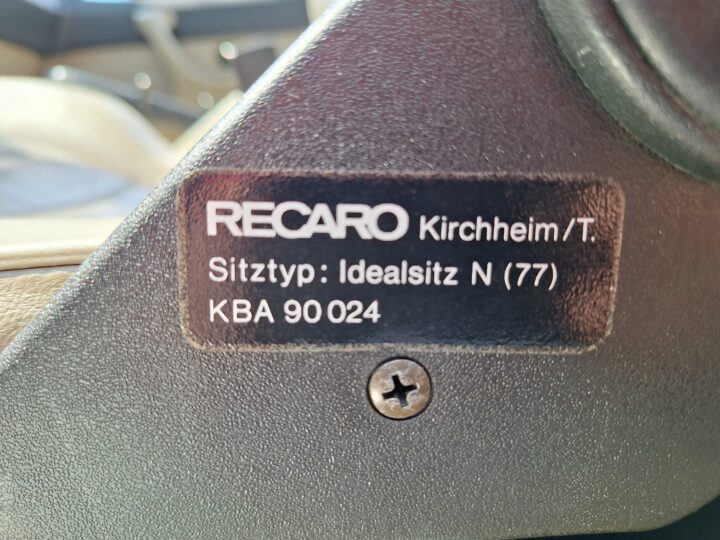 RECARO Kirchheim/T.
Sitztyp: Idealsitz N (77)
KBA 90 024